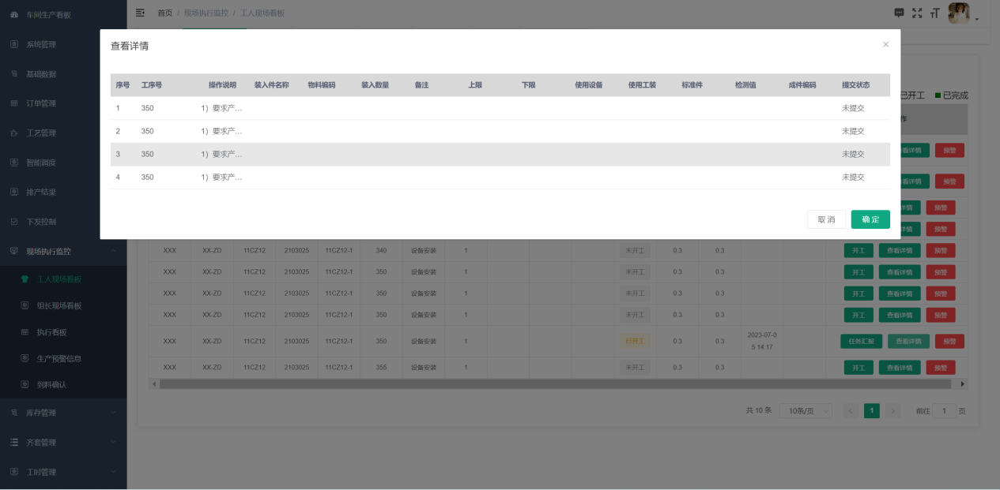 车间生产看板
系统管理
基础数据
订单管理
工艺管理
智能调度
排产结果
下发控制
现场执行监控
工人现场看板
组长现场看板
执行看板
生产预警信息
到料确认
库存管理
齐套管理
工时管理
首页 / 现场执行监控 / 工人现场看板
查看详情
序号 工序号 操作说明 装入件名称 物料编码 装入数量 备注 上限 下限 使用设备 使用工装 标准件 检测值 成件编码 提交状态
1 350 1）要求产... 未提交
2 350 1）要求产... 未提交
3 350 1）要求产... 未提交
4 350 1）要求产... 未提交
取消 确定
已开工 已完成
作
看详情 预警
看详情 预警
详情 预警
详情 预警
XXX XX-ZD 11CZ12 2103025 11CZ12-1 340 设备安装 1 未开工 0.3 0.3 开工 查看详情 预警
XXX XX-ZD 11CZ12 2103025 11CZ12-1 350 设备安装 1 未开工 0.3 0.3 开工 查看详情 预警
XXX XX-ZD 11CZ12 2103025 11CZ12-1 350 设备安装 1 未开工 0.3 0.3 开工 查看详情 预警
XXX XX-ZD 11CZ12 2103025 11CZ12-1 350 设备安装 1 未开工 0.3 0.3 开工 查看详情 预警
XXX XX-ZD 11CZ12 2103025 11CZ12-1 350 设备安装 1 已开工 0.3 0.3 2023-07-0 任务汇报 查看详情 预警
5 14:17
XXX XX-ZD 11CZ12 2103025 11CZ12-1 355 设备安装 1 未开工 0.3 0.3 开工 查看详情 预警
共 10 条 10条/页 < 1 > 前往 1 页